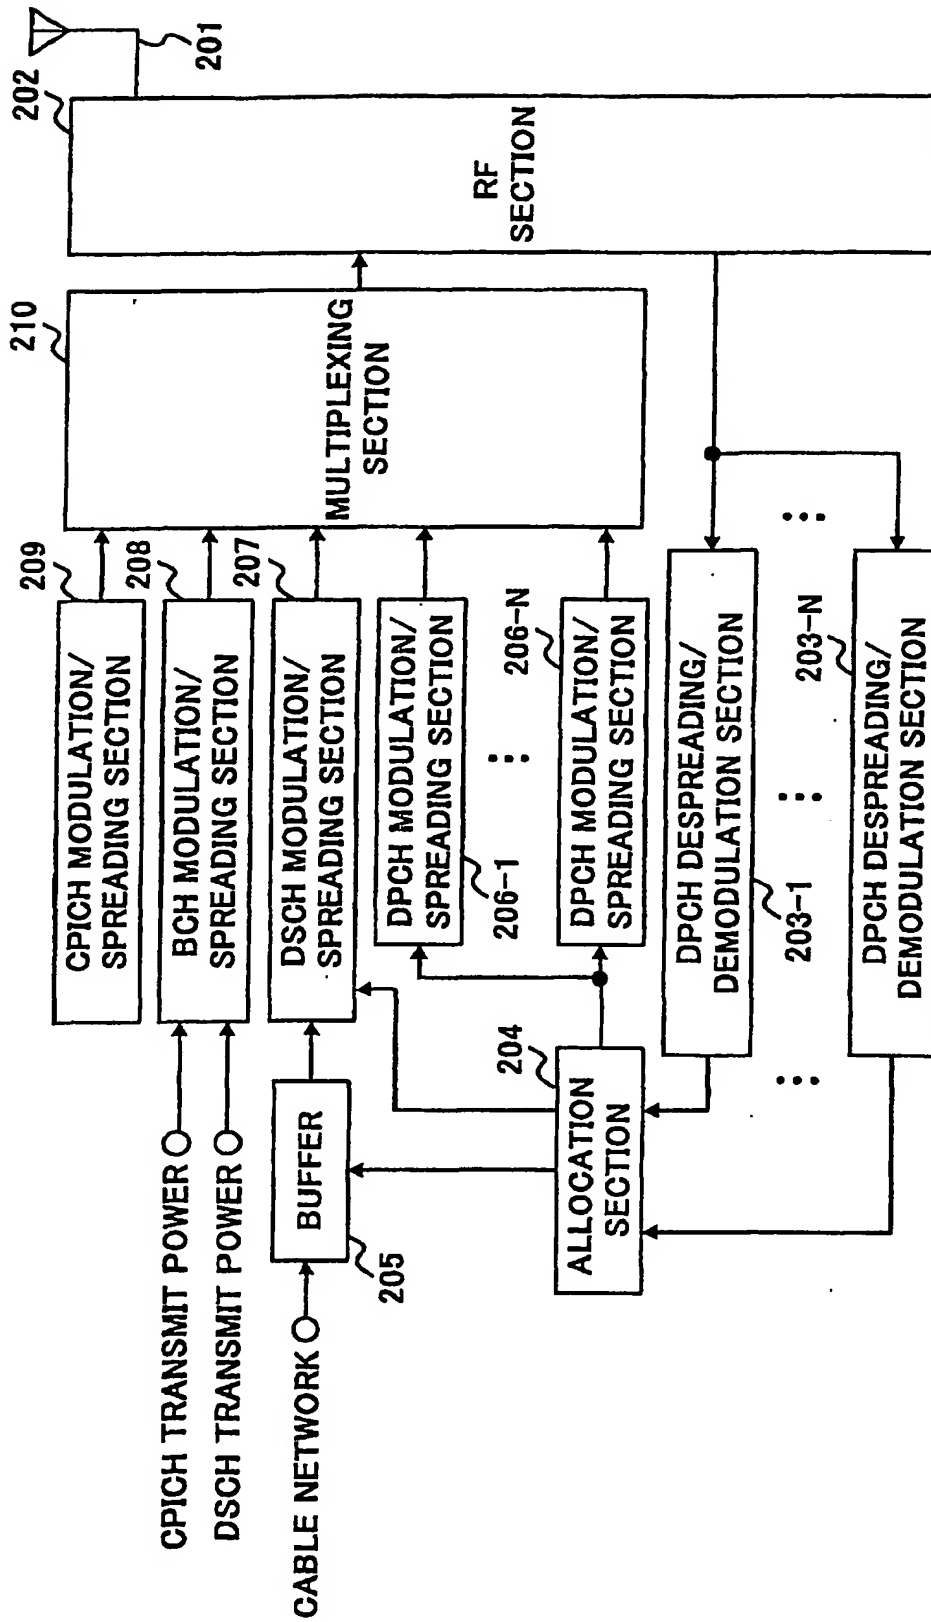 201
202
RF
SECTION
210
MULTIPLEXING
SECTION
209
CPICH MODULATION/
SPREADING SECTION
208
BCH MODULATION/
SPREADING SECTION
207
DSCH MODULATION/
SPREADING SECTION
DPCH MODULATION/
SPREADING SECTION
206-1
206-N
DPCH MODULATION/
SPREADING SECTION
DPCH DESPREADING/
DEMODULATION SECTION
203-1
203-N
DPCH DESPREADING/
DEMODULATION SECTION
204
ALLOCATION
SECTION
BUFFER
205
CPICH TRANSMIT POWER
DSCH TRANSMIT POWER
CABLE NETWORK